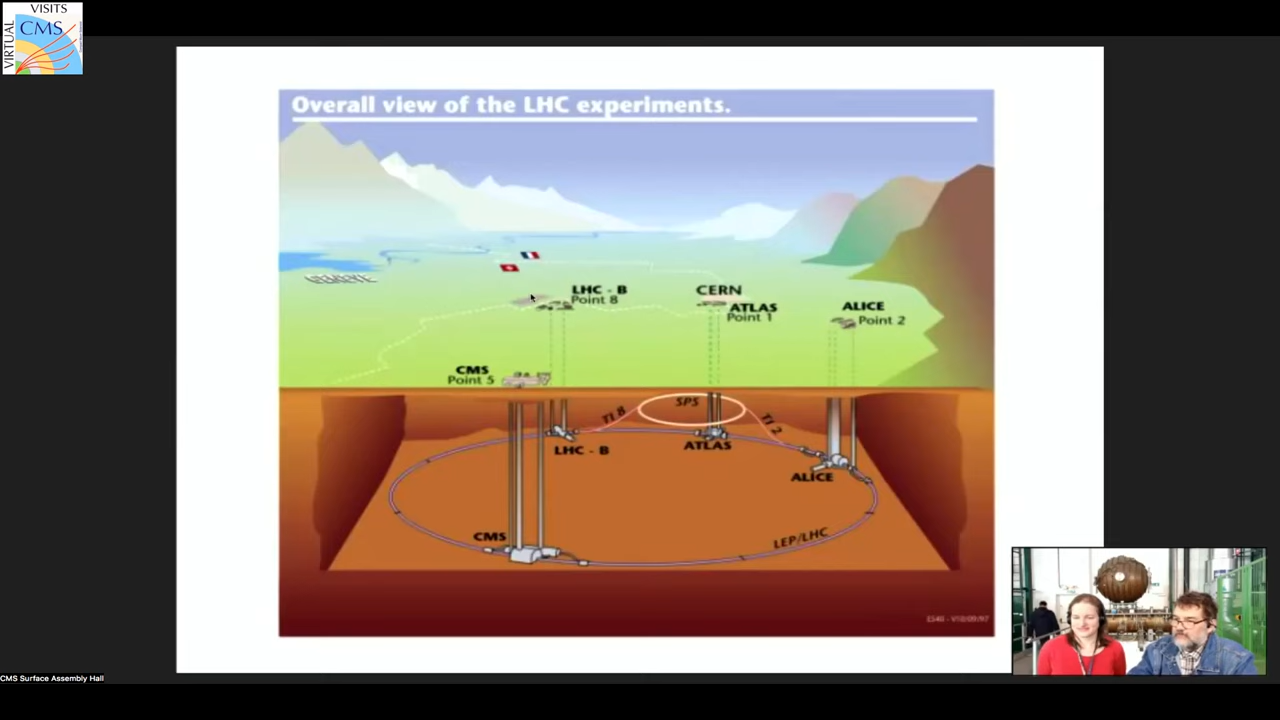 VISITS
VIRTUAL
CMS
Overall view of the LHC experiments.
GENEVE
LHC - B
Point 8
CERN
ATLAS
Point 1
ALICE
Point 2
CMS
Point 5
TI 8
SPS
TI 2
LHC - B
ATLAS
ALICE
CMS
LEP/LHC
CMS Surface Assembly Hall